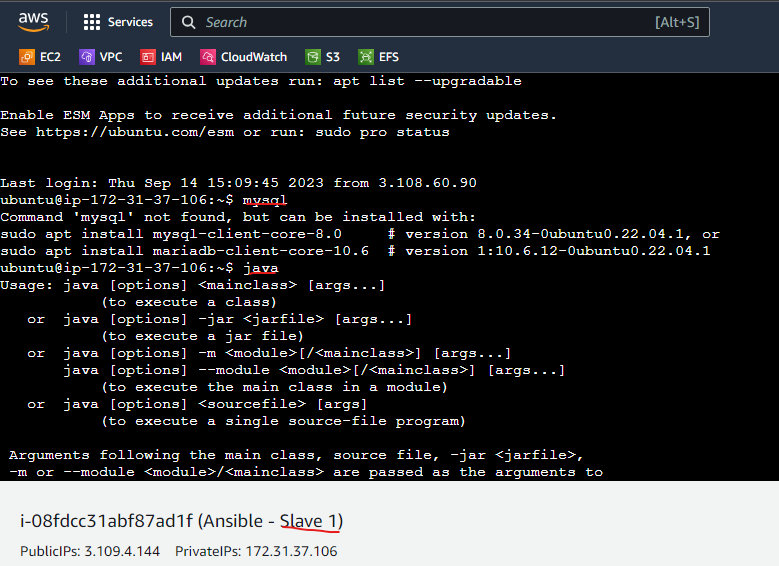 aws
Services
Search [Alt+S]
EC2 VPC IAM CloudWatch S3 EFS
To see these additional updates run: apt list --upgradable
Enable ESM Apps to receive additional future security updates.
See https://ubuntu.com/esm or run: sudo pro status
Last login: Thu Sep 14 15:09:45 2023 from 3.108.60.90
ubuntu@ip-172-31-37-106:~$ mysql
Command 'mysql' not found, but can be installed with:
sudo apt install mysql-client-core-8.0     # version 8.0.34-0ubuntu0.22.04.1, or
sudo apt install mariadb-client-core-10.6  # version 1:10.6.12-0ubuntu0.22.04.1
ubuntu@ip-172-31-37-106:~$ java
Usage: java [options] <mainclass> [args...]
           (to execute a class)
   or  java [options] -jar <jarfile> [args...]
           (to execute a jar file)
   or  java [options] -m <module>[/<mainclass>] [args...]
       java [options] --module <module>[/<mainclass>] [args...]
           (to execute the main class in a module)
   or  java [options] <sourcefile> [args]
           (to execute a single source-file program)
 Arguments following the main class, source file, -jar <jarfile>,
 -m or --module <module>/<mainclass> are passed as the arguments to
i-08fdcc31abf87ad1f (Ansible - Slave 1)
PublicIPs: 3.109.4.144 PrivateIPs: 172.31.37.106